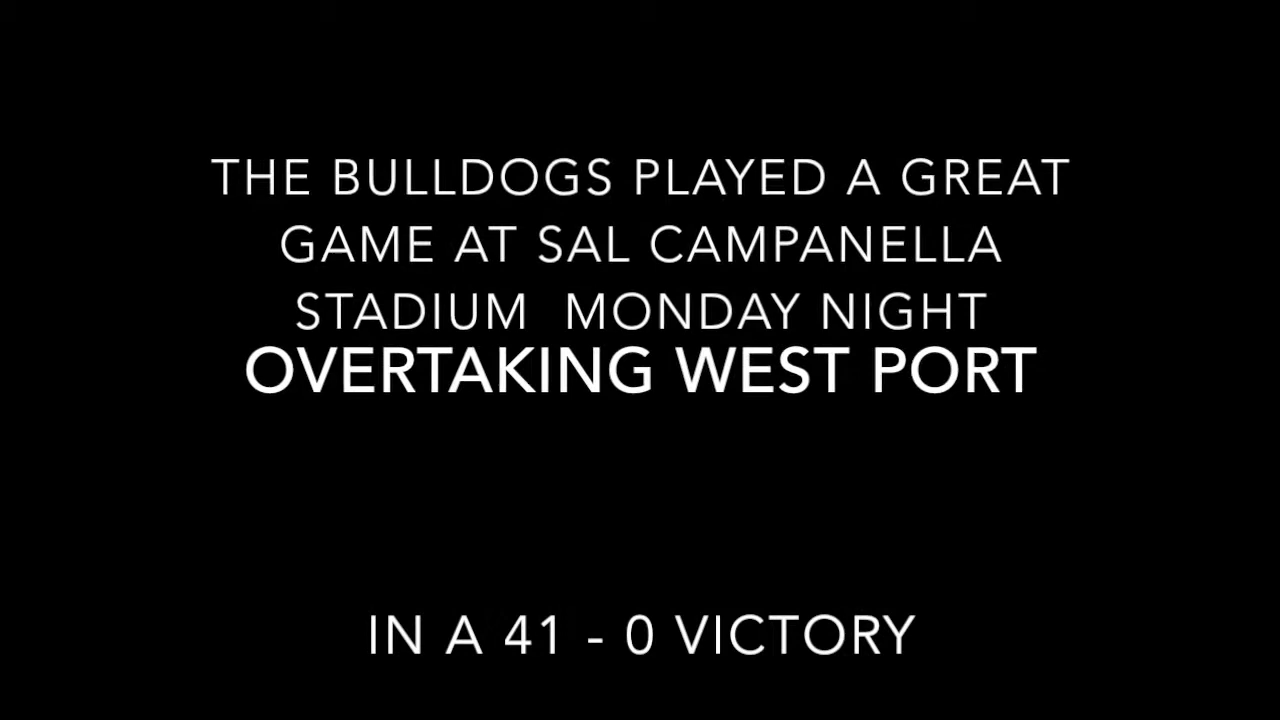 THE BULLDOGS PLAYED A GREAT
GAME AT SAL CAMPANELLA
STADIUM  MONDAY NIGHT
OVERTAKING WEST PORT
IN A 41 - 0 VICTORY